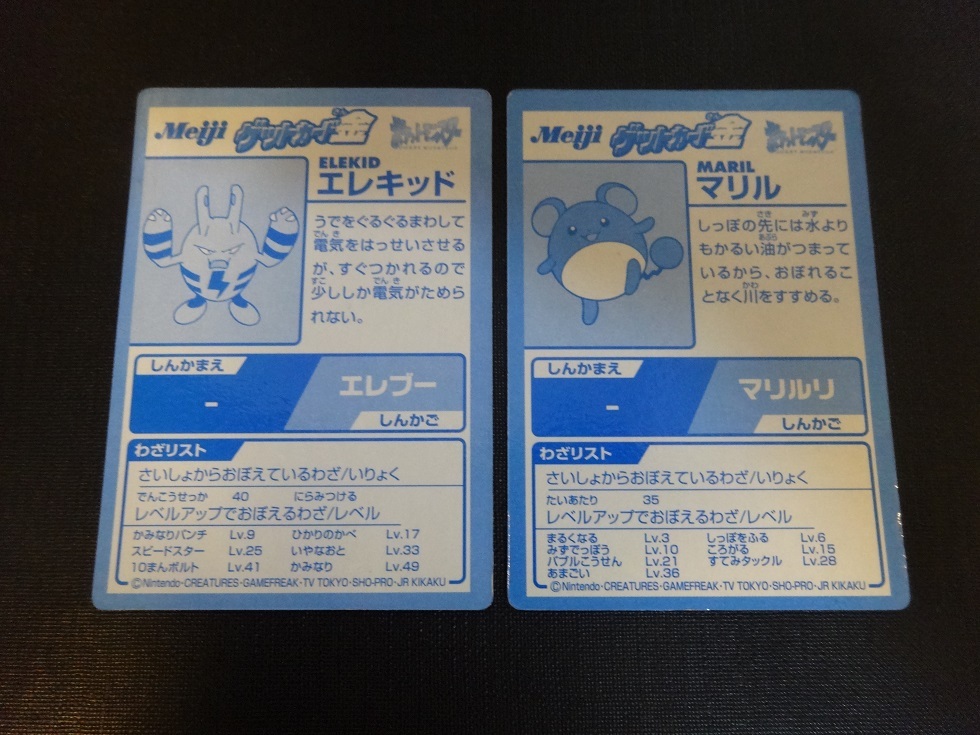 Meiji ゲットカード金 ポケットモンスター
ELEKID
エレキッド
うでをぐるぐるまわして
でんき
電気をはっせいさせる
が、すぐつかれるので
すこ でんき
少ししか電気がためら
れない。
しんかまえ
-
エレブー
しんかご
わざリスト
さいしょからおぼえているわざ/いりょく
でんこうせっか 40 にらみつける
レベルアップでおぼえるわざ/レベル
かみなりパンチ Lv.9 ひかりのかべ Lv.17
スピードスター Lv.25 いやなおと Lv.33
10まんボルト Lv.41 かみなり Lv.49
©Nintendo・CREATURES・GAMEFREAK・TV TOKYO・SHO-PRO・JR KIKAKU
Meiji ゲットカード金 ポケットモンスター
MARIL
マリル
さき みず
しっぽの先には水より
あぶら
もかるい油がつまって
いるから、おぼれるこ
かわ
となく川をすすめる。
しんかまえ
-
マリルリ
しんかご
わざリスト
さいしょからおぼえているわざ/いりょく
たいあたり 35
レベルアップでおぼえるわざ/レベル
まるくなる Lv.3 しっぽをふる Lv.6
みずでっぽう Lv.10 ころがる Lv.15
バブルこうせん Lv.21 すてみタックル Lv.28
あまごい Lv.36
©Nintendo・CREATURES・GAMEFREAK・TV TOKYO・SHO-PRO・JR KIKAKU